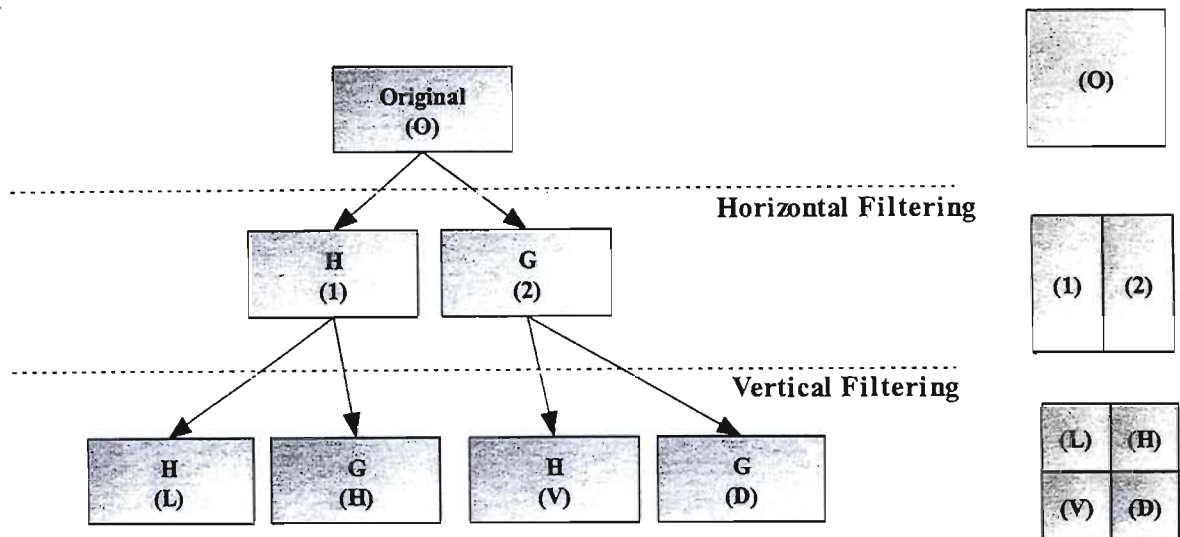 Original
(O)
(O)
Horizontal Filtering
H
(1)
G
(2)
(1) (2)
Vertical Filtering
H
(L)
G
(H)
H
(V)
G
(D)
(L) (H)
(V) (D)